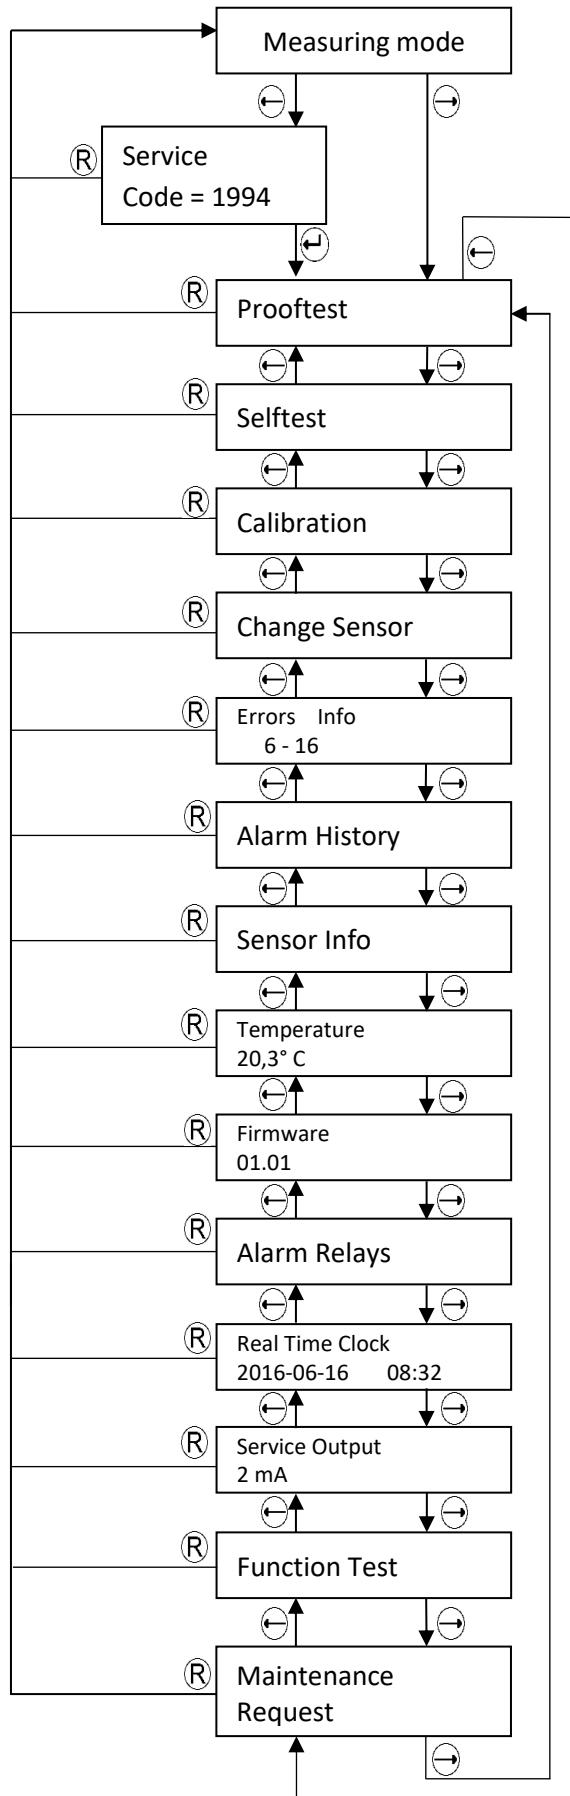 Measuring mode
R
Service
Code = 1994
R
Prooftest
R
Selftest
R
Calibration
R
Change Sensor
R
Errors Info
6 - 16
R
Alarm History
R
Sensor Info
R
Temperature
20,3° C
R
Firmware
01.01
R
Alarm Relays
R
Real Time Clock
2016-06-16 08:32
R
Service Output
2 mA
R
Function Test
R
Maintenance
Request